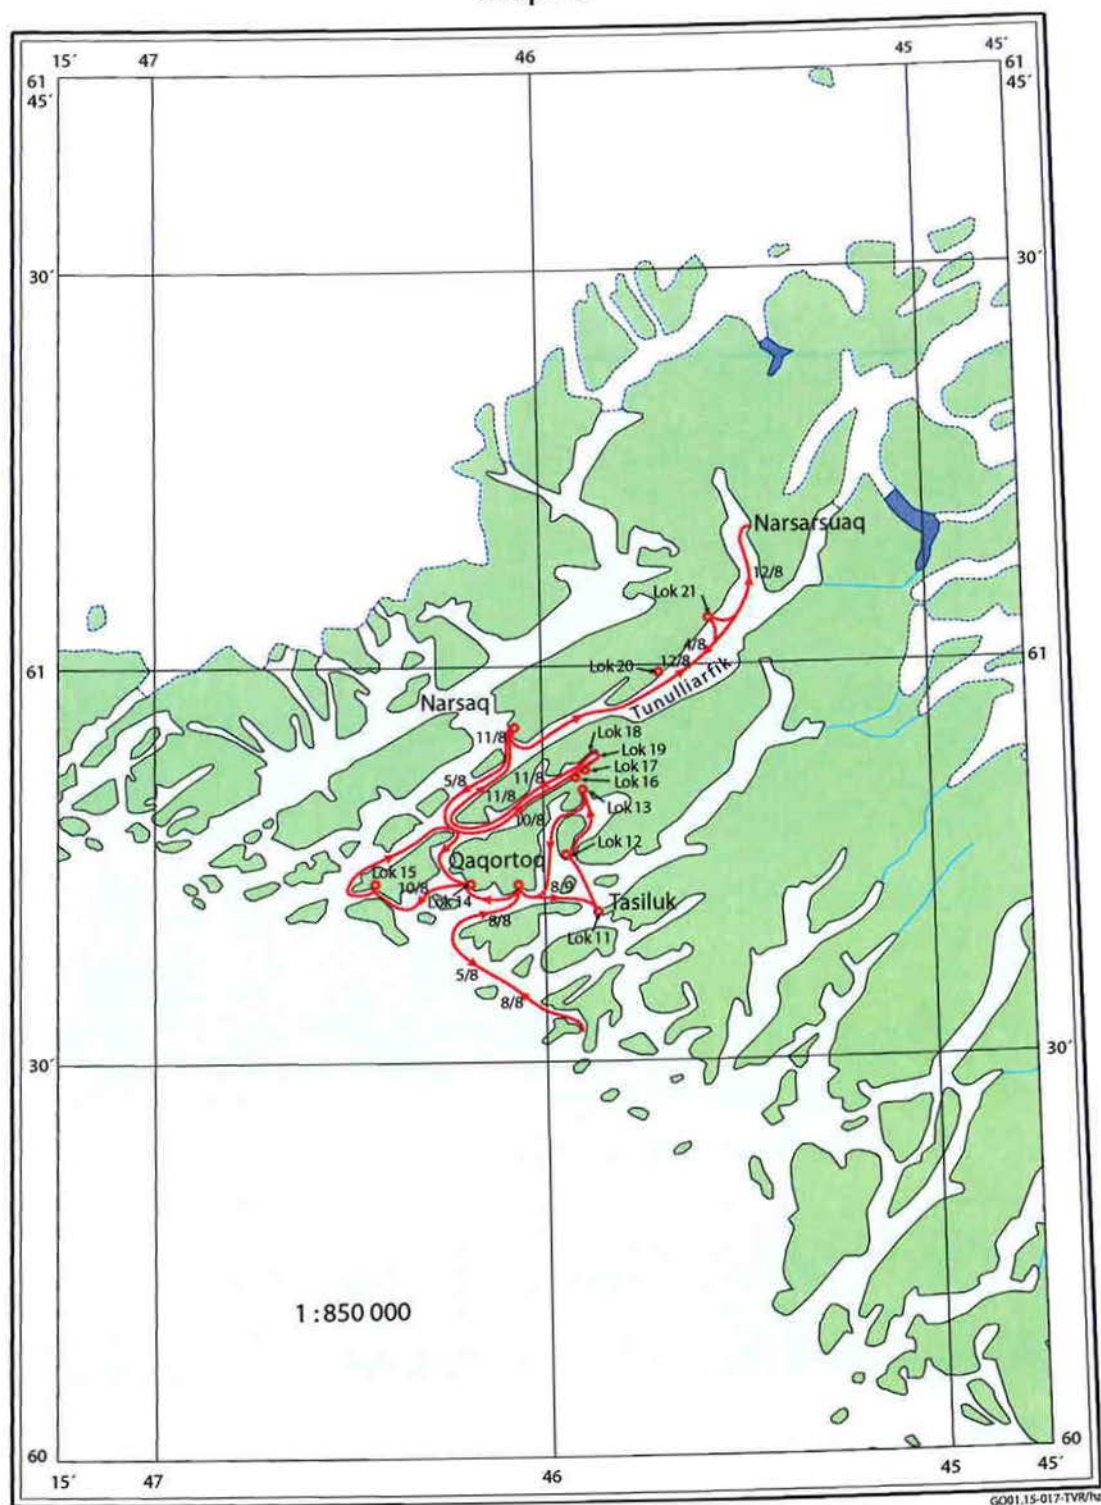 15´ 47 46 45 45´
61 45´
61 45´
30´
30´
Narsarsuaq
12/8
Lok 21
4/8
12/8
Lok 20
61
61
Tunulliarfik
Narsaq
11/8
Lok 18
Lok 19
Lok 17
Lok 16
5/8
11/8
11/8
Lok 13
10/8
Lok 12
Qaqortoq
Lok 15
10/8
Lok 14
8/9
Tasiluk
8/8
Lok 11
5/8
8/8
30´
30´
1 : 850 000
60
60
15´ 47 46 45 45´
GO01.15-017-TVR/hz